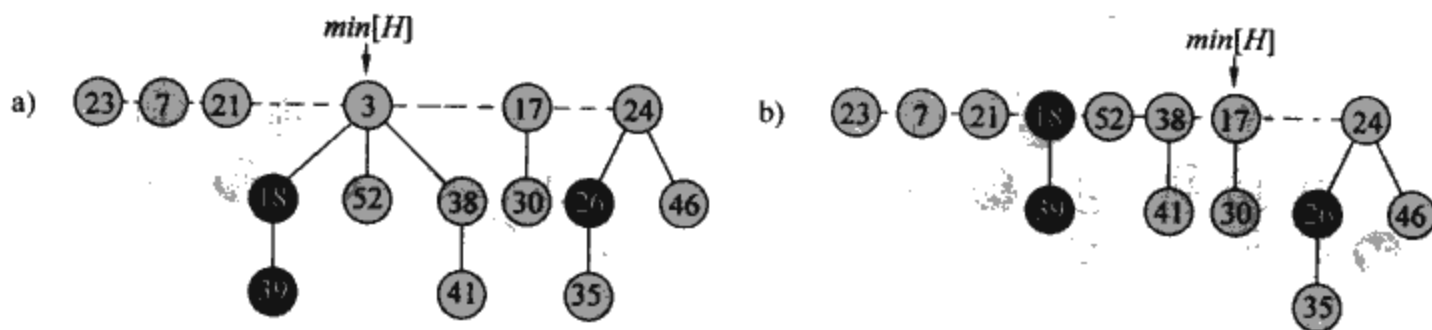 min[H]
min[H]
a) 23 7 21 3 17 24
b) 23 7 21 18 52 38 17 24
18 52 38 30 26 46
39 41 30 26 46
39 41 35
35